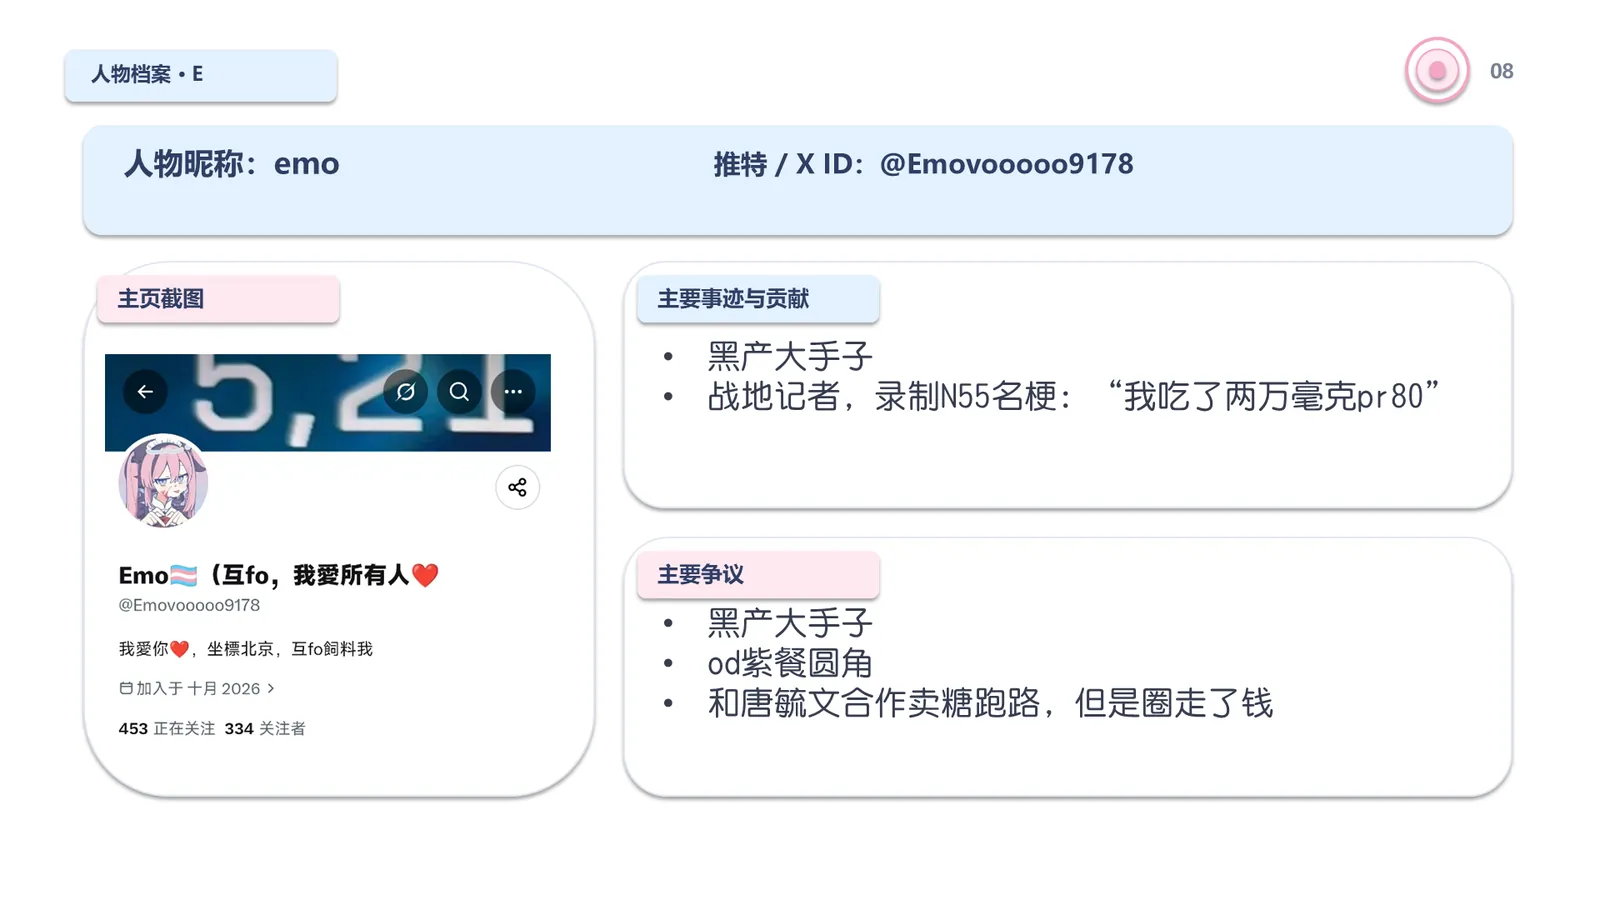 人物档案·E
08
人物昵称：emo
推特 / X ID：@Emovooooo9178
主页截图
5,21
Emo🏳️‍⚧️（互fo，我愛所有人❤️
@Emovooooo9178
我愛你❤️，坐標北京，互fo飼料我
加入于 十月 2026 >
453 正在关注 334 关注者
主要事迹与贡献
• 黑产大手子
• 战地记者，录制N55名梗：“我吃了两万毫克pr80”
主要争议
• 黑产大手子
• od紫餐圆角
• 和唐毓文合作卖糖跑路，但是圈走了钱